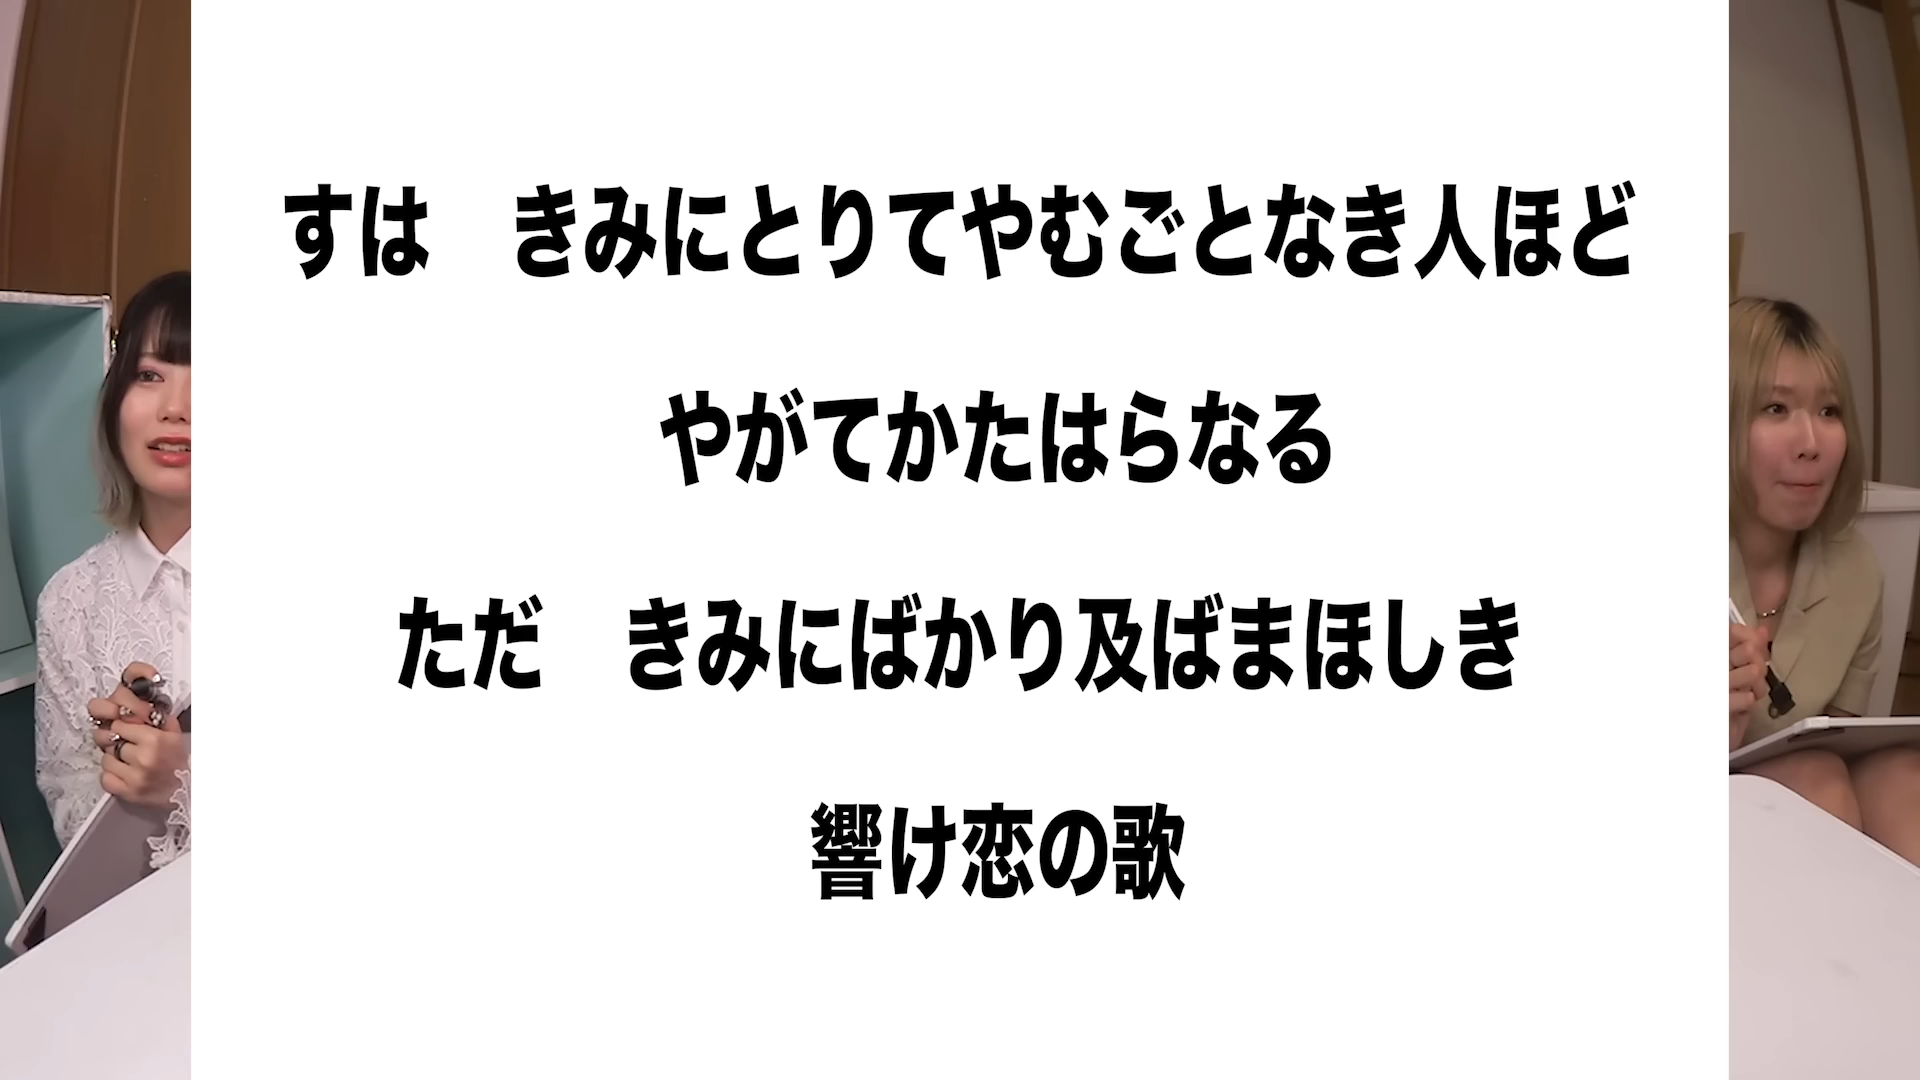 すは　きみにとりてやむごとなき人ほど
やがてかたはらなる
ただ　きみにばかり及ばまほしき
響け恋の歌